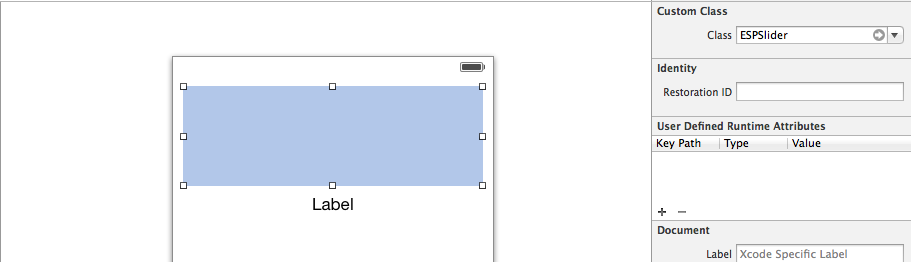 Custom Class
Class ESPSlider
Identity
Restoration ID
User Defined Runtime Attributes
Key Path Type Value
Label
Document
Label Xcode Specific Label